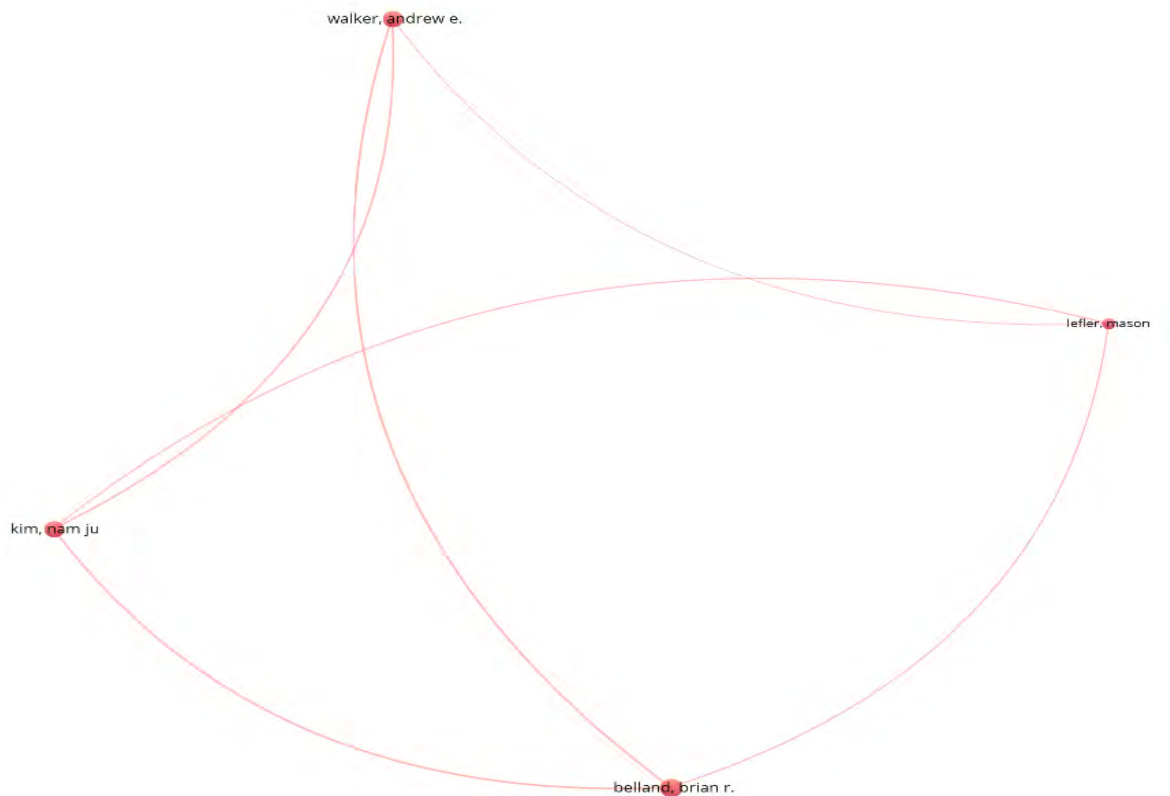 walker, andrew e.
lefler, mason
kim, nam ju
belland, brian r.